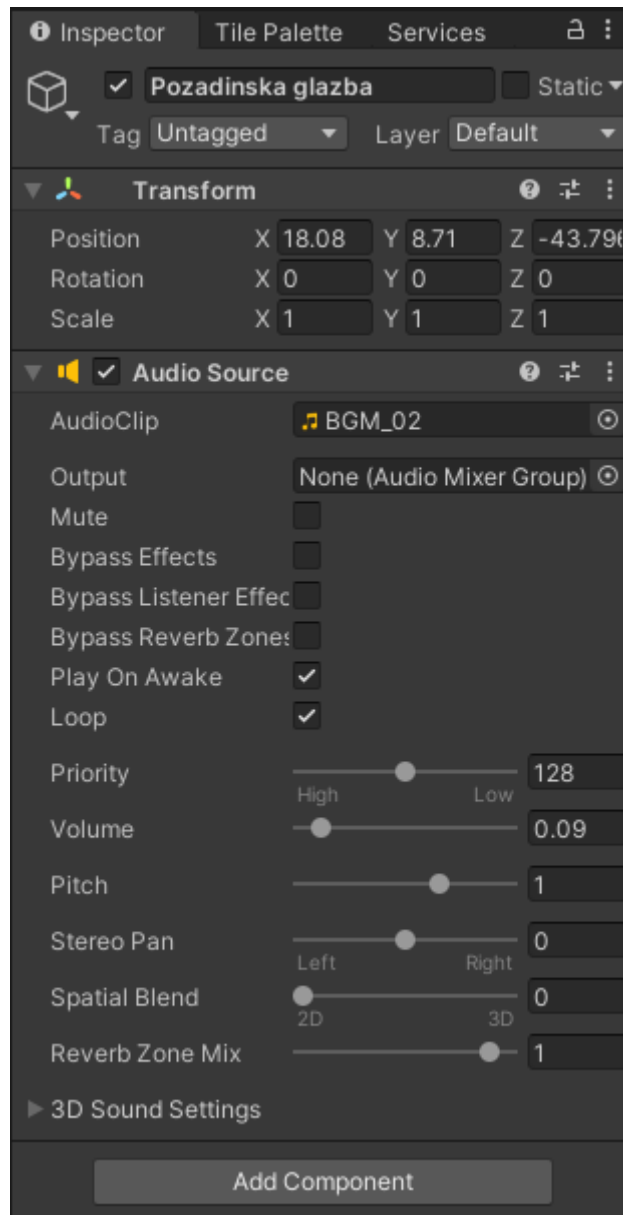 Inspector Tile Palette Services
Pozadinska glazba Static
Tag Untagged Layer Default
Transform
Position X 18.08 Y 8.71 Z -43.796
Rotation X 0 Y 0 Z 0
Scale X 1 Y 1 Z 1
Audio Source
AudioClip BGM_02
Output None (Audio Mixer Group)
Mute
Bypass Effects
Bypass Listener Effec
Bypass Reverb Zones
Play On Awake
Loop
Priority 128
High Low
Volume 0.09
Pitch 1
Stereo Pan 0
Left Right
Spatial Blend 0
2D 3D
Reverb Zone Mix 1
3D Sound Settings
Add Component